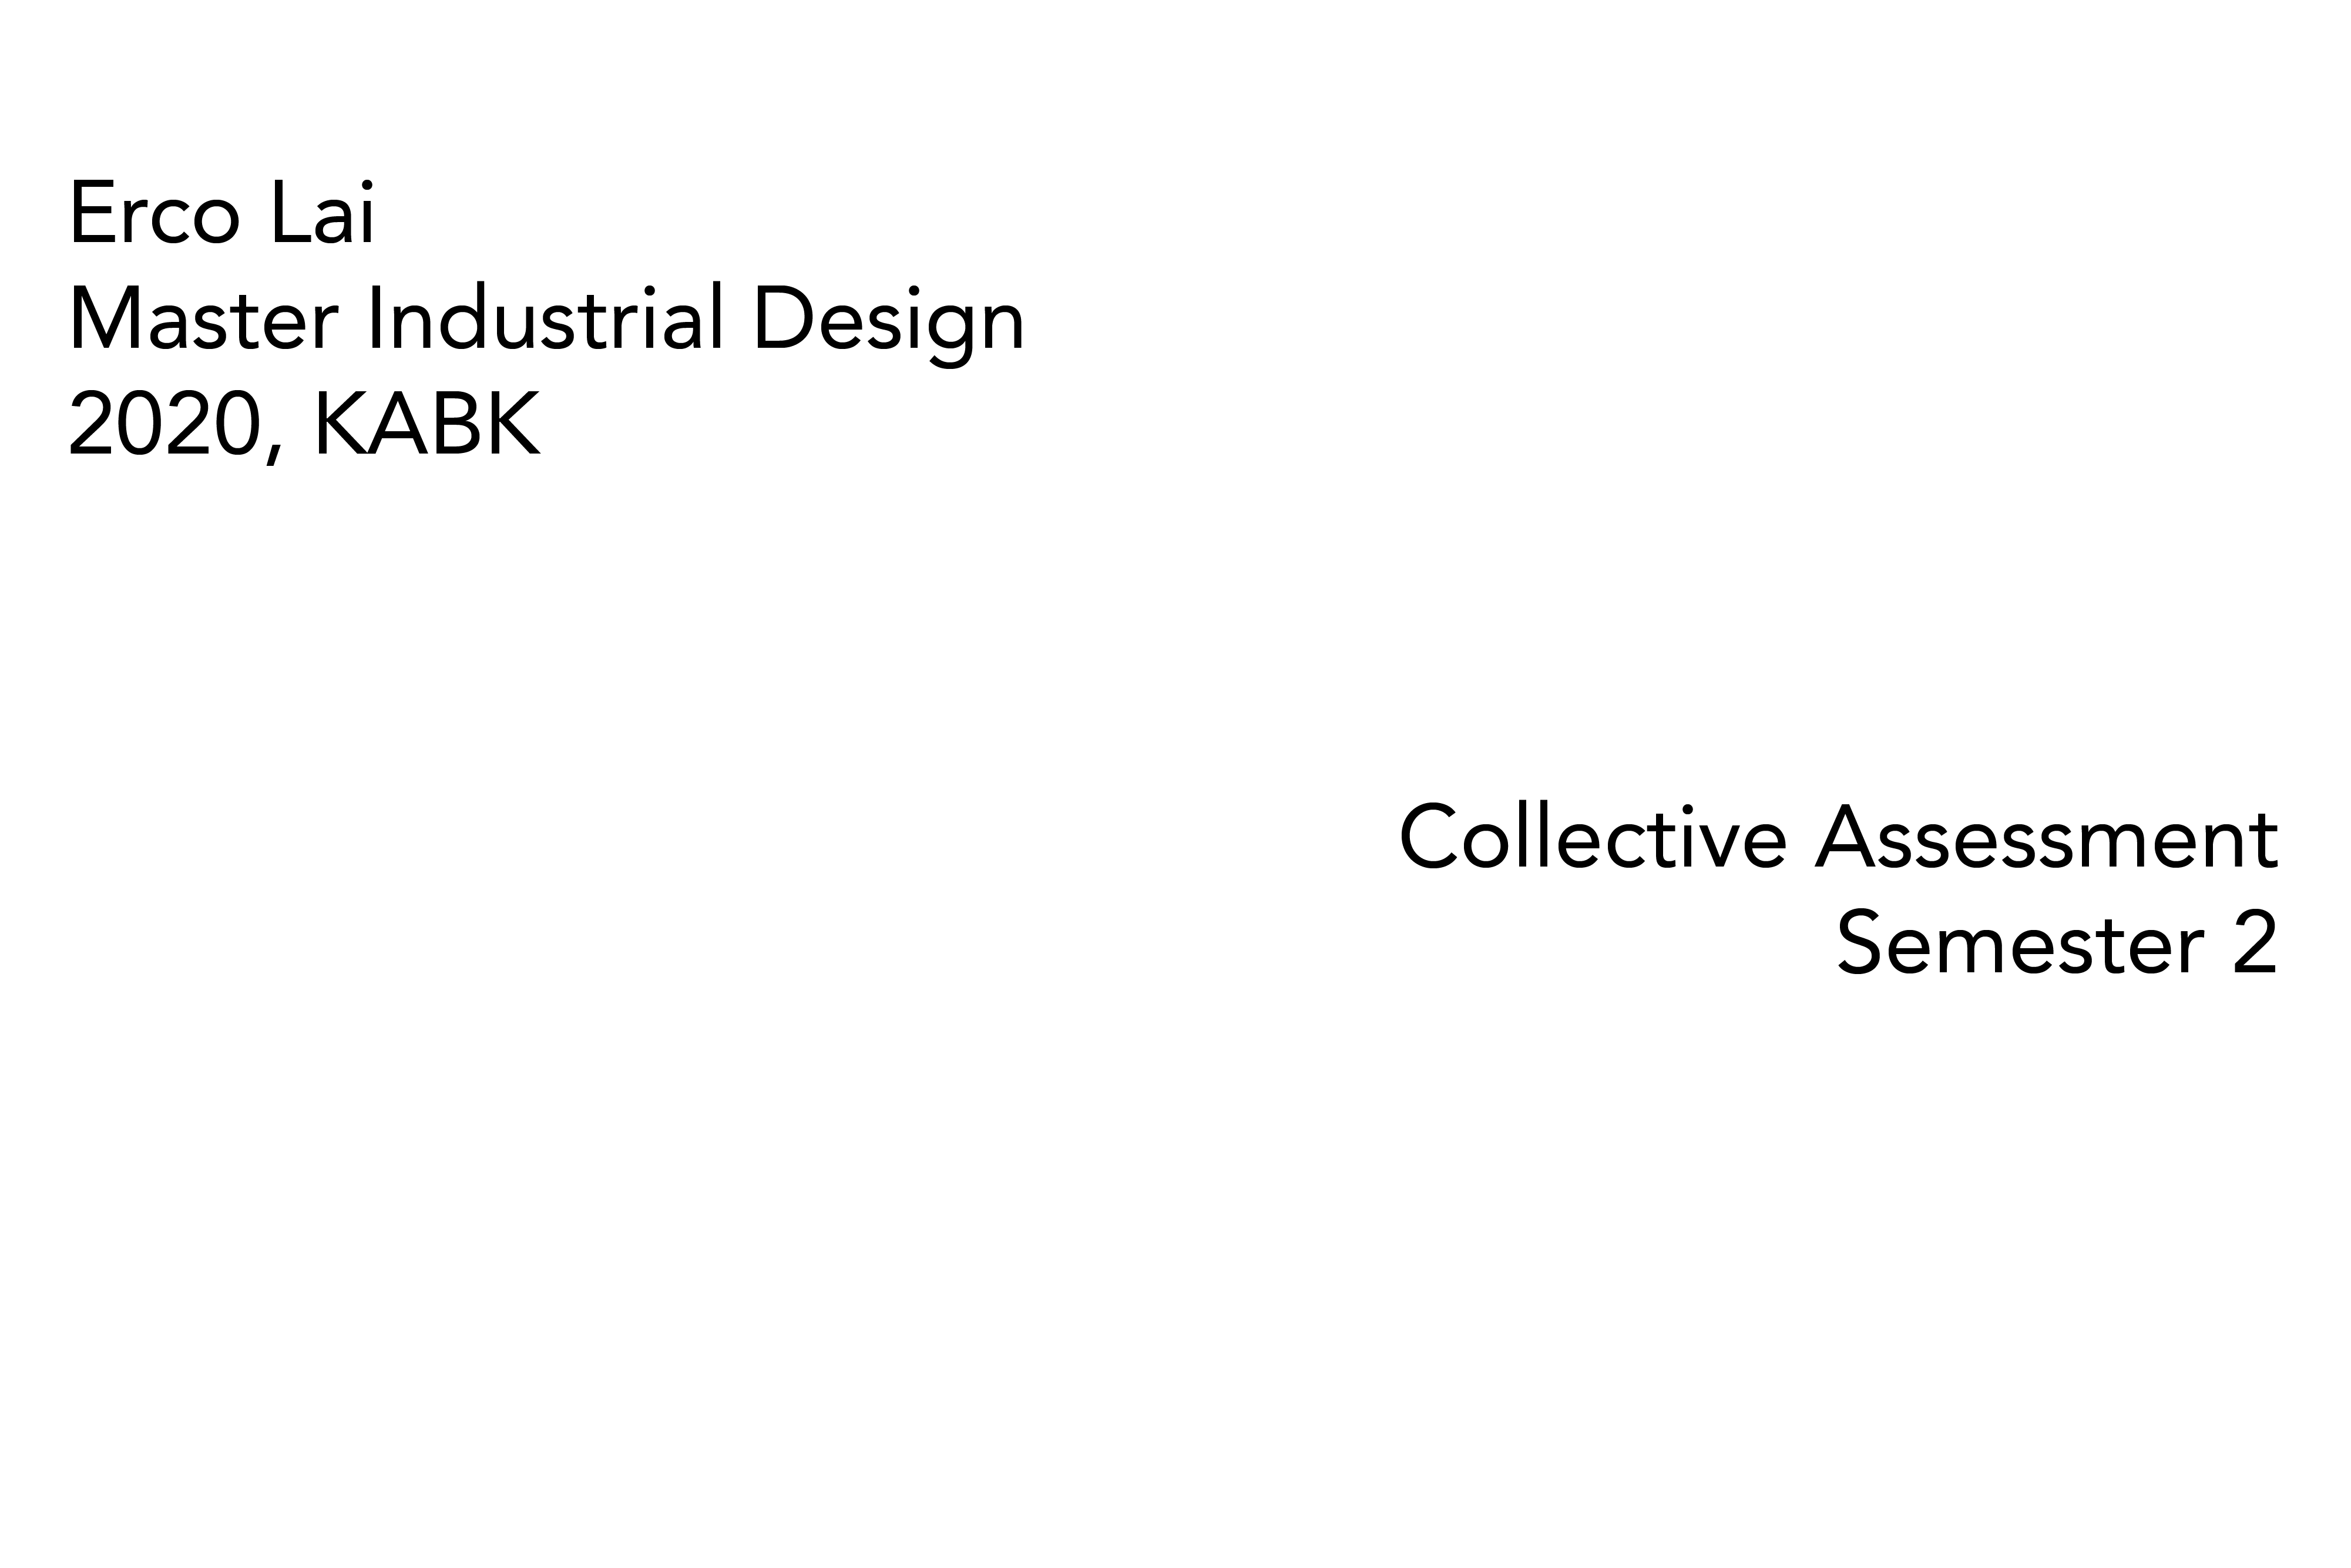 Erco Lai
Master Industrial Design
2020, KABK
Collective Assessment
Semester 2